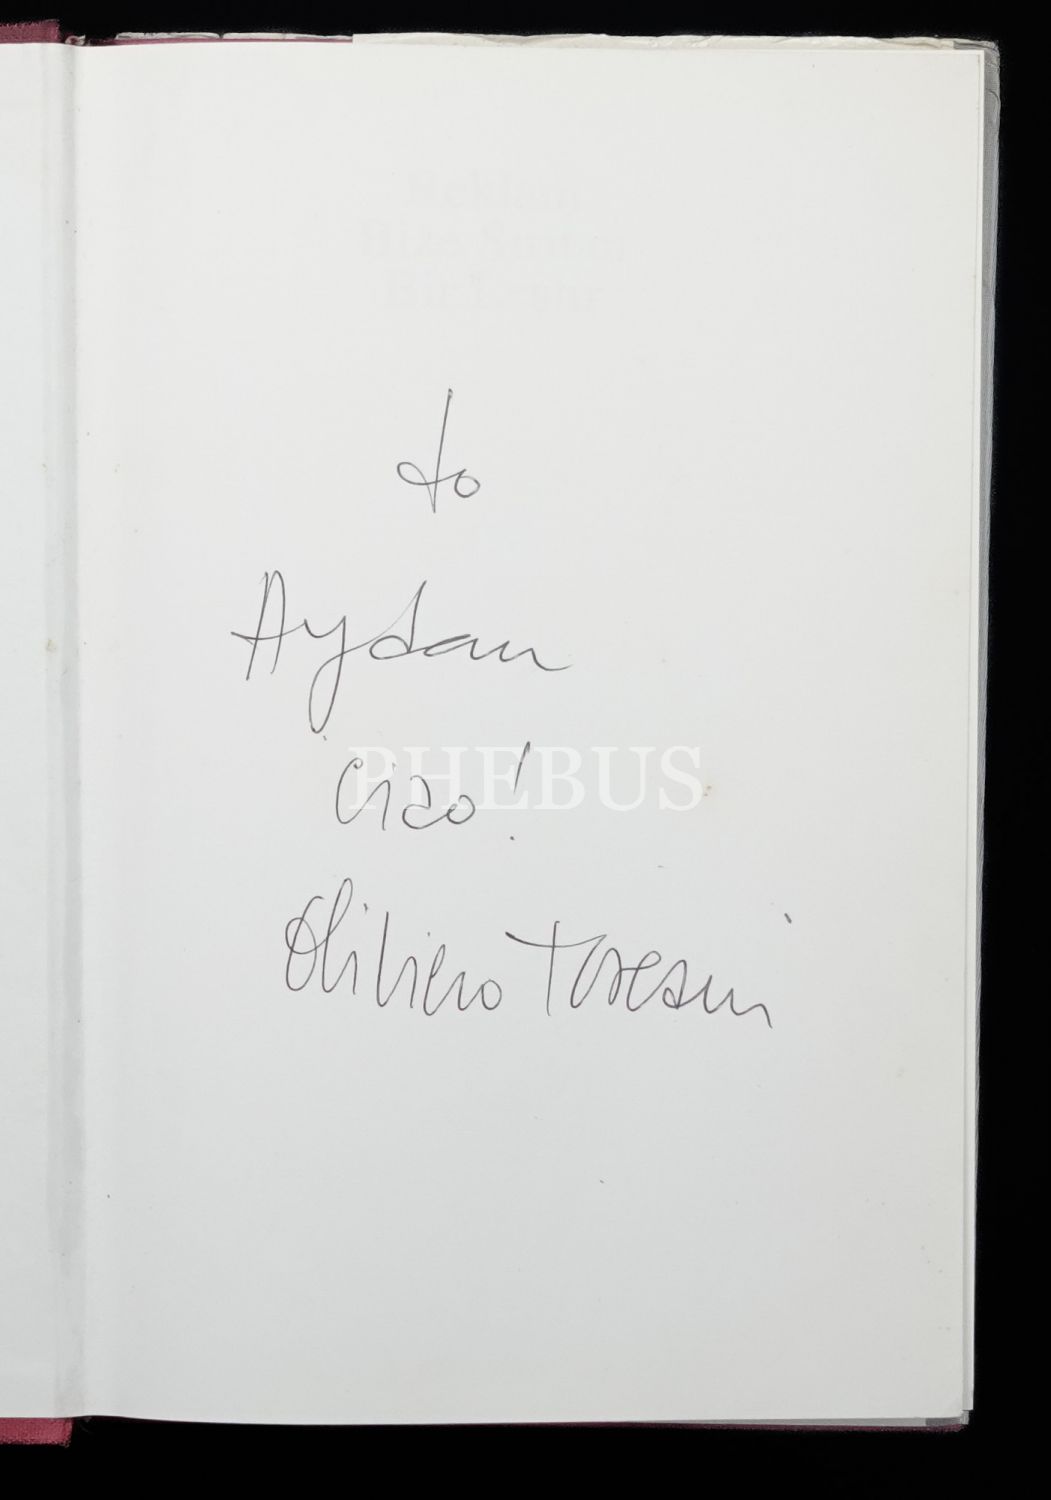 to
Aydan
ciao!
PHEBUS
Oliviero Toscani